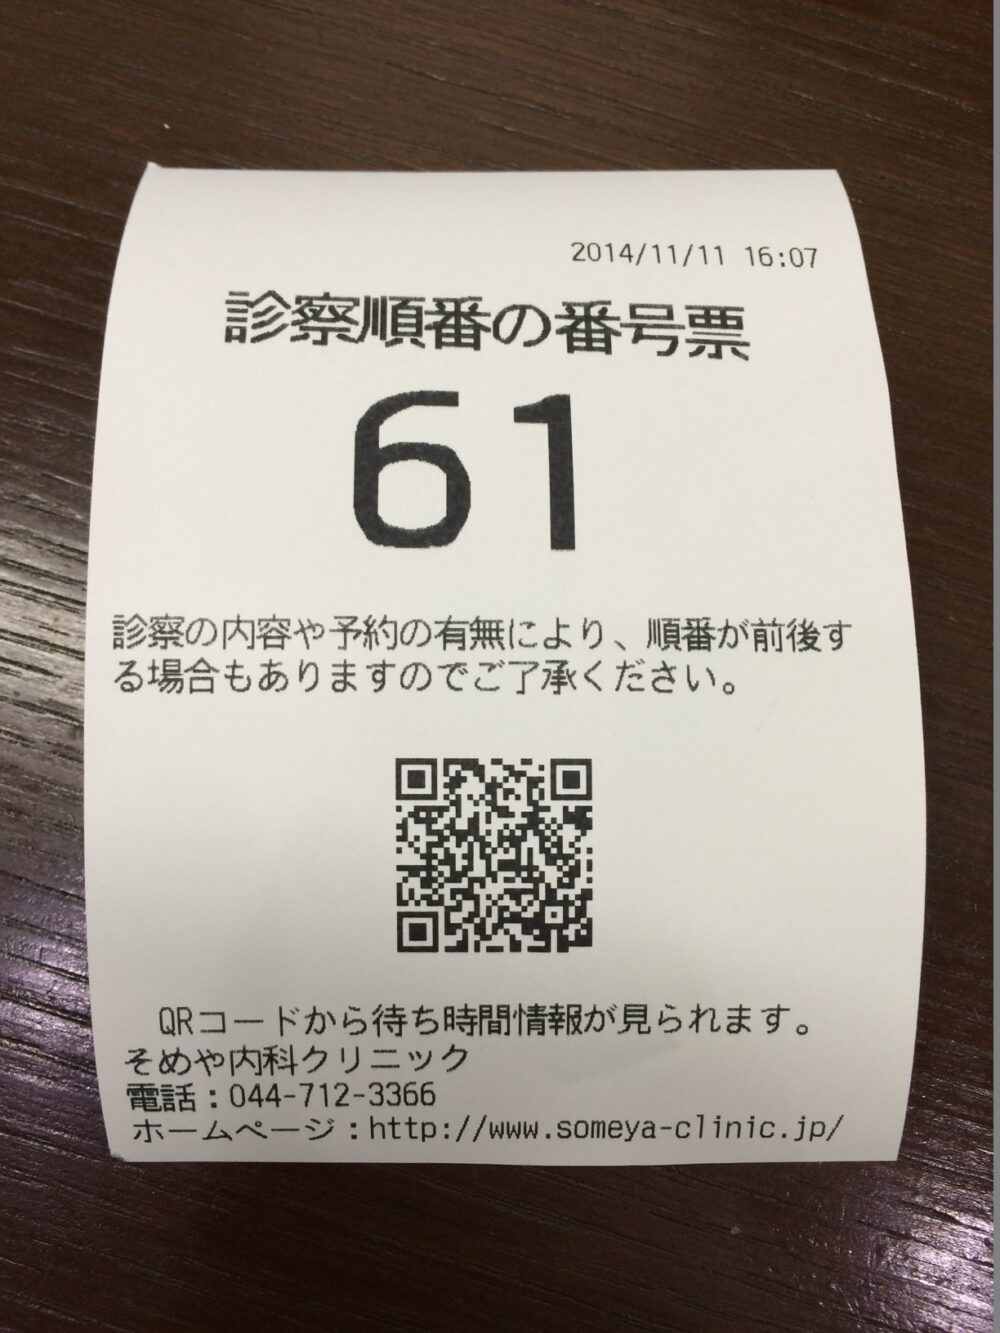 2014/11/11 16:07
診察順番の番号票
61
診察の内容や予約の有無により、順番が前後す
る場合もありますのでご了承ください。
QRコードから待ち時間情報が見られます。
そめや内科クリニック
電話：044-712-3366
ホームページ：http://www.someya-clinic.jp/